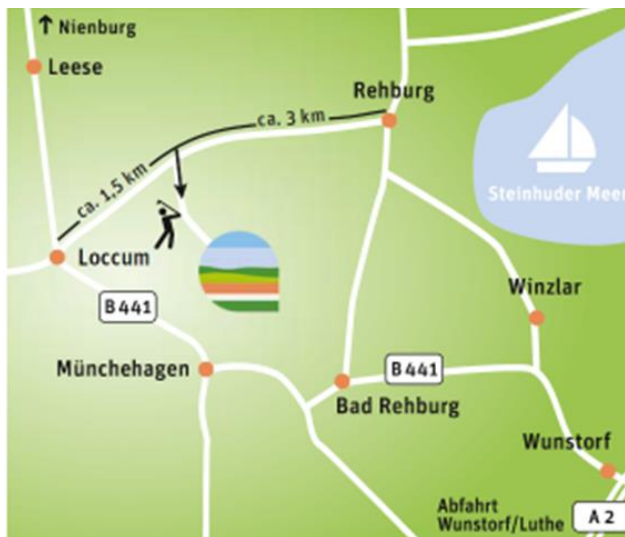 Nienburg
Leese
Rehburg
ca. 3 km
ca. 1,5 km
Steinhuder Meer
Loccum
B 441
Winzlar
Münchehagen
B 441
Bad Rehburg
Wunstorf
Abfahrt
Wunstorf/Luthe
A 2